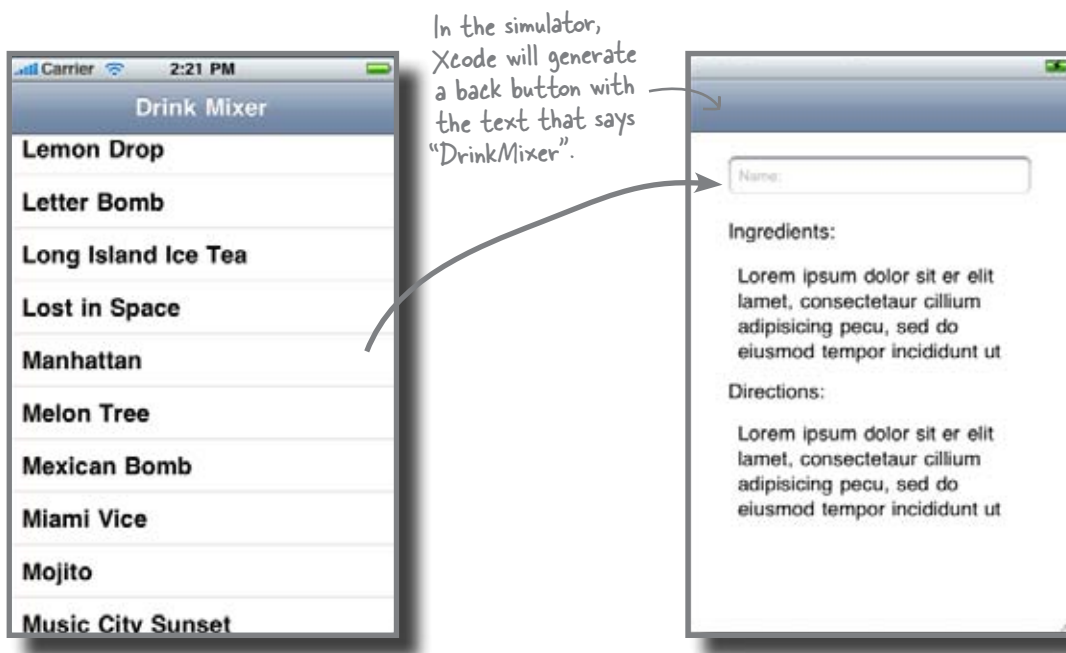 In the simulator,
Xcode will generate
a back button with
the text that says
"DrinkMixer".
Carrier 2:21 PM
Drink Mixer
Lemon Drop
Letter Bomb
Long Island Ice Tea
Lost in Space
Manhattan
Melon Tree
Mexican Bomb
Miami Vice
Mojito
Music City Sunset
Name:
Ingredients:
Lorem ipsum dolor sit er elit
lamet, consectetaur cillium
adipisicing pecu, sed do
eiusmod tempor incididunt ut
Directions:
Lorem ipsum dolor sit er elit
lamet, consectetaur cillium
adipisicing pecu, sed do
eiusmod tempor incididunt ut